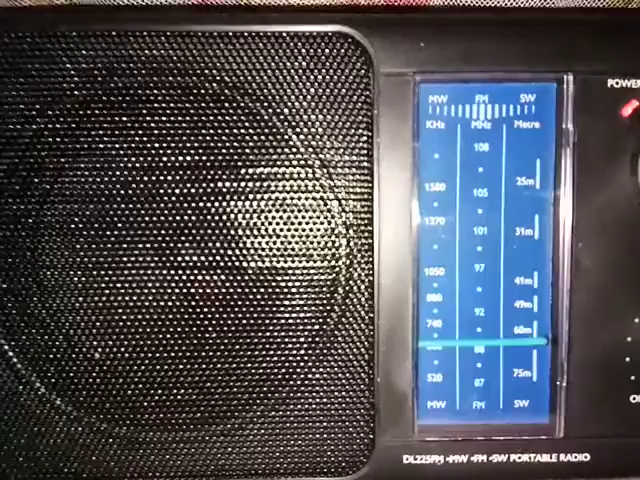 POWER
MW FM SW
KHz MHz Metre
108
1580 105 25m
1370 101 31m
1050 97 41m
880 92 49m
740 60m
88
520 87 75m
MW FM SW
DL225FM •MW •FM •SW PORTABLE RADIO